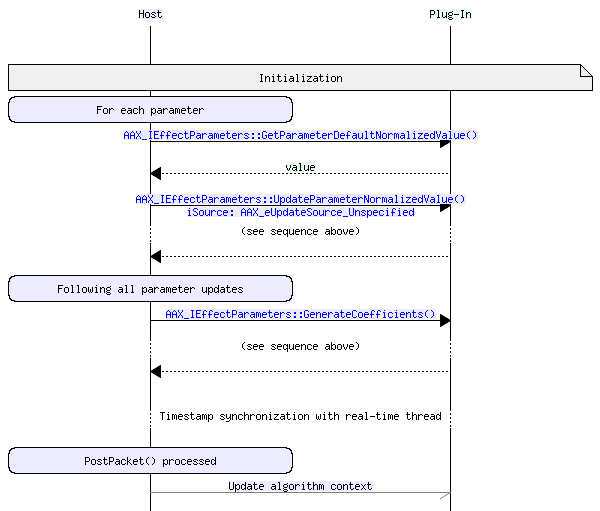 Host
Plug-In
Initialization
For each parameter
AAX_IEffectParameters::GetParameterDefaultNormalizedValue()
value
AAX_IEffectParameters::UpdateParameterNormalizedValue()
iSource: AAX_eUpdateSource_Unspecified
(see sequence above)
Following all parameter updates
AAX_IEffectParameters::GenerateCoefficients()
(see sequence above)
Timestamp synchronization with real-time thread
PostPacket() processed
Update algorithm context